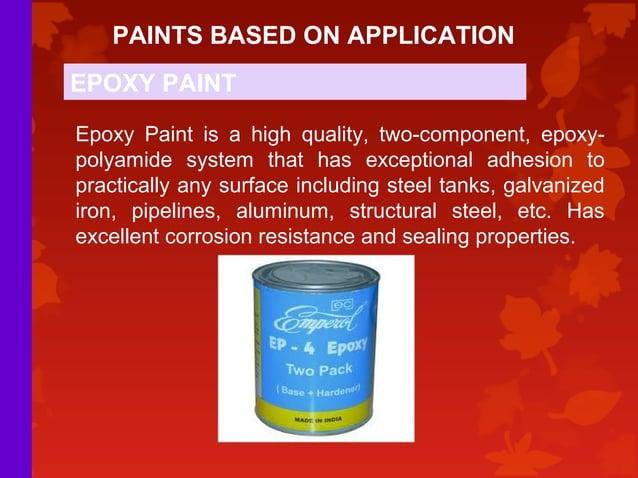 PAINTS BASED ON APPLICATION
EPOXY PAINT
Epoxy Paint is a high quality, two-component, epoxy-
polyamide system that has exceptional adhesion to
practically any surface including steel tanks, galvanized
iron, pipelines, aluminum, structural steel, etc. Has
excellent corrosion resistance and sealing properties.
ec
Emperol
EP - 4 Epoxy
Two Pack
( Base + Hardener)
MADE IN INDIA